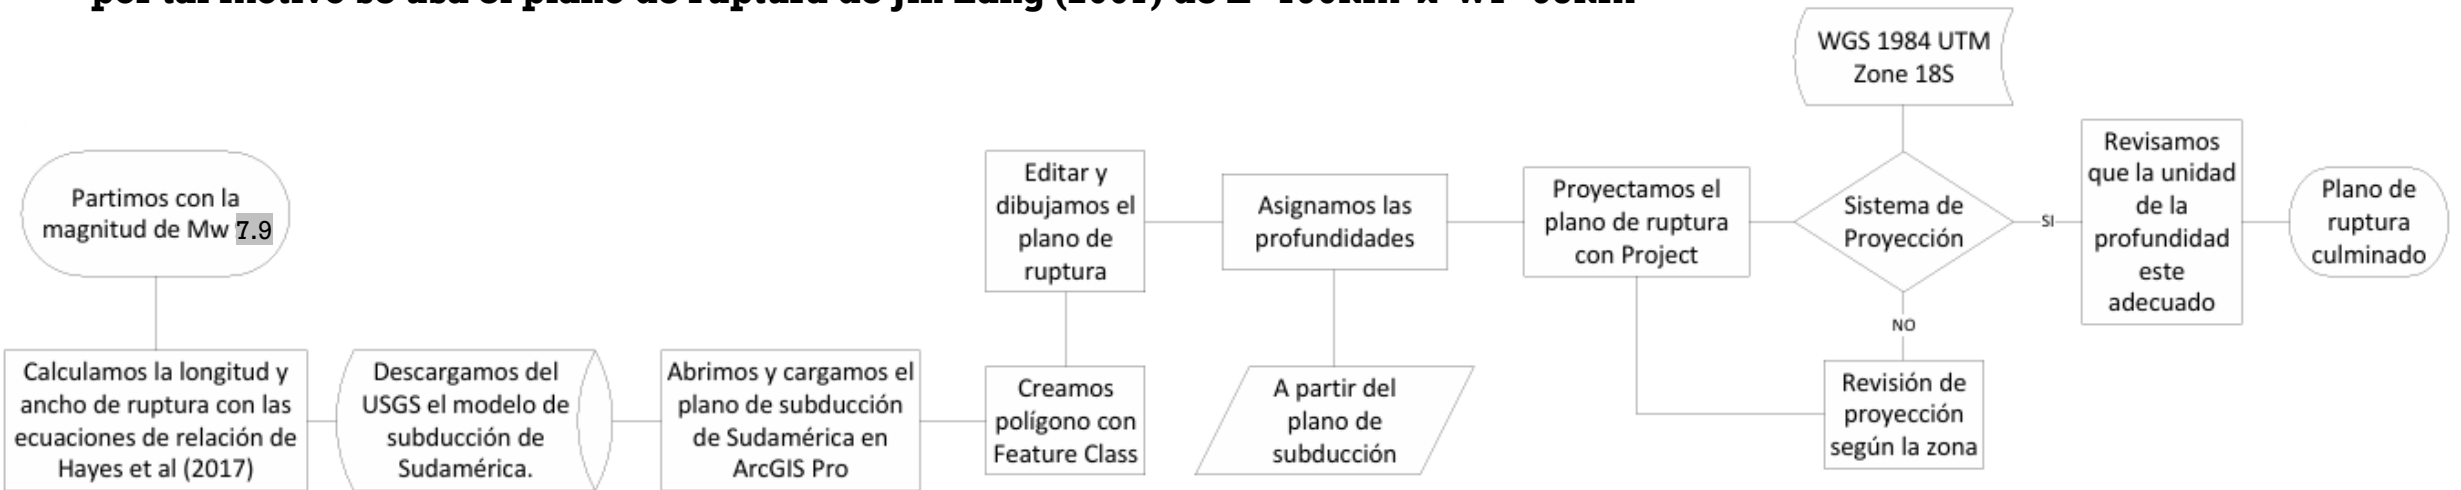 WGS 1984 UTM
Zone 18S
Partimos con la
magnitud de Mw 7.9
Calculamos la longitud y
ancho de ruptura con las
ecuaciones de relación de
Hayes et al (2017)
Descargamos del
USGS el modelo de
subducción de
Sudamérica.
Abrimos y cargamos el
plano de subducción
de Sudamérica en
ArcGIS Pro
Creamos
polígono con
Feature Class
Editar y
dibujamos el
plano de
ruptura
Asignamos las
profundidades
A partir del
plano de
subducción
Proyectamos el
plano de ruptura
con Project
Sistema de
Proyección
NO
Revisión de
proyección
según la zona
SI
Revisamos
que la unidad
de la
profundidad
este
adecuado
Plano de
ruptura
culminado